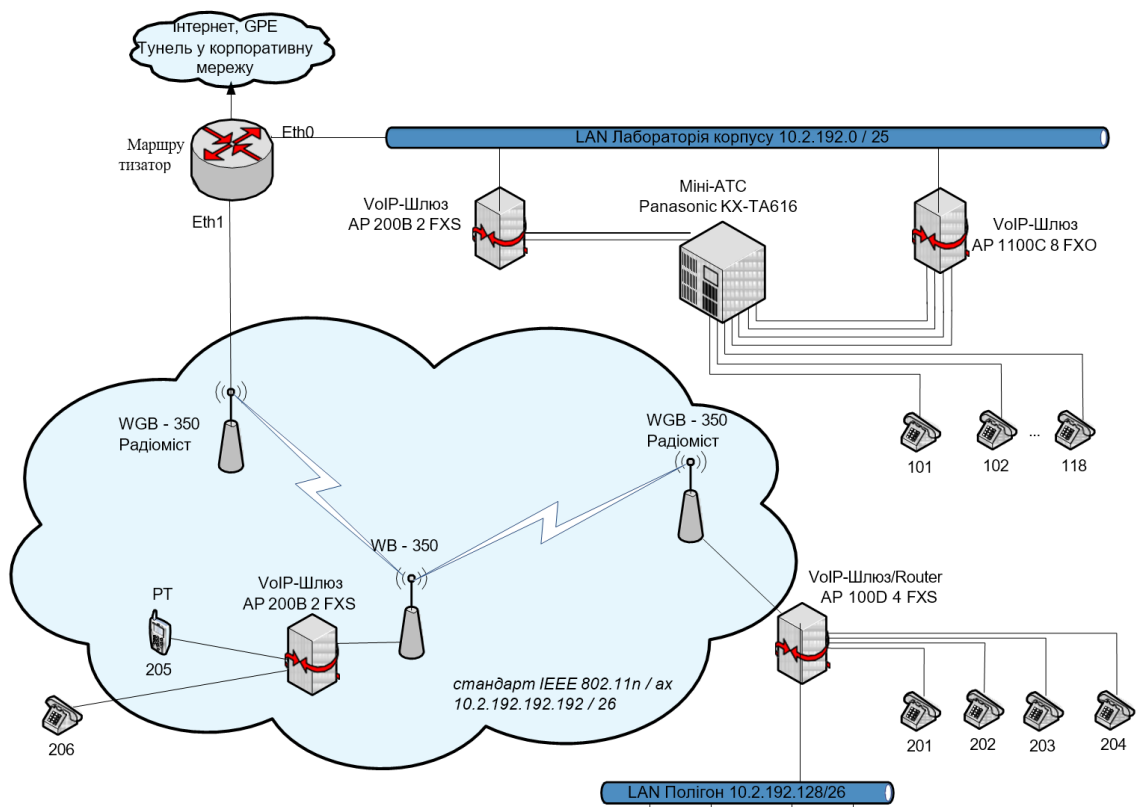 Інтернет, GPE
Тунель у корпоративну
мережу
Eth0
Маршру
тизатор
LAN Лабораторія корпусу 10.2.192.0 / 25
Міні-АТС
Panasonic KX-TA616
VoIP-Шлюз
AP 200B 2 FXS
VoIP-Шлюз
AP 1100C 8 FXO
Eth1
WGB - 350
Радіоміст
WGB - 350
Радіоміст
101
102
...
118
WB - 350
VoIP-Шлюз
AP 200B 2 FXS
PT
205
206
VoIP-Шлюз/Router
AP 100D 4 FXS
стандарт IEEE 802.11n / ax
10.2.192.192.192 / 26
201
202
203
204
LAN Полігон 10.2.192.128/26